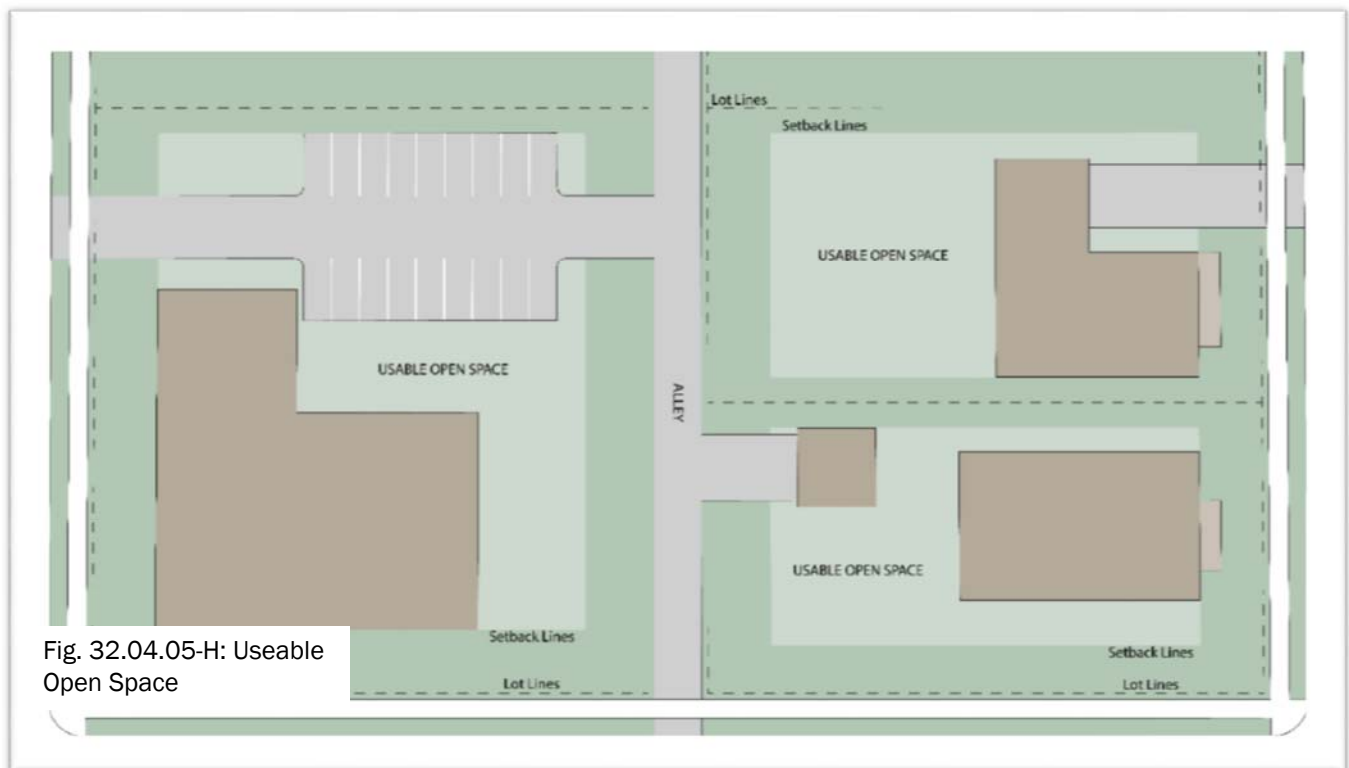 Lot Lines
Setback Lines
USABLE OPEN SPACE
USABLE OPEN SPACE
ALLEY
USABLE OPEN SPACE
Setback Lines
Setback Lines
Lot Lines
Lot Lines
Fig. 32.04.05-H: Useable
Open Space